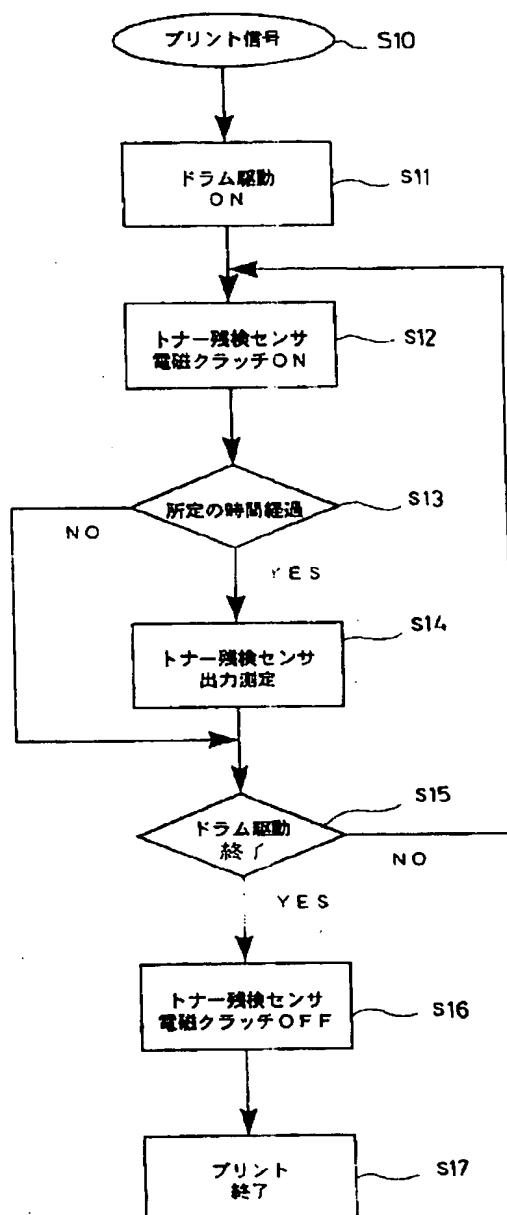 プリント信号
S10
ドラム駆動
ON
S11
トナー残検センサ
電磁クラッチON
S12
所定の時間経過
S13
NO
YES
トナー残検センサ
出力測定
S14
ドラム駆動
終了
S15
NO
YES
トナー残検センサ
電磁クラッチOFF
S16
プリント
終了
S17